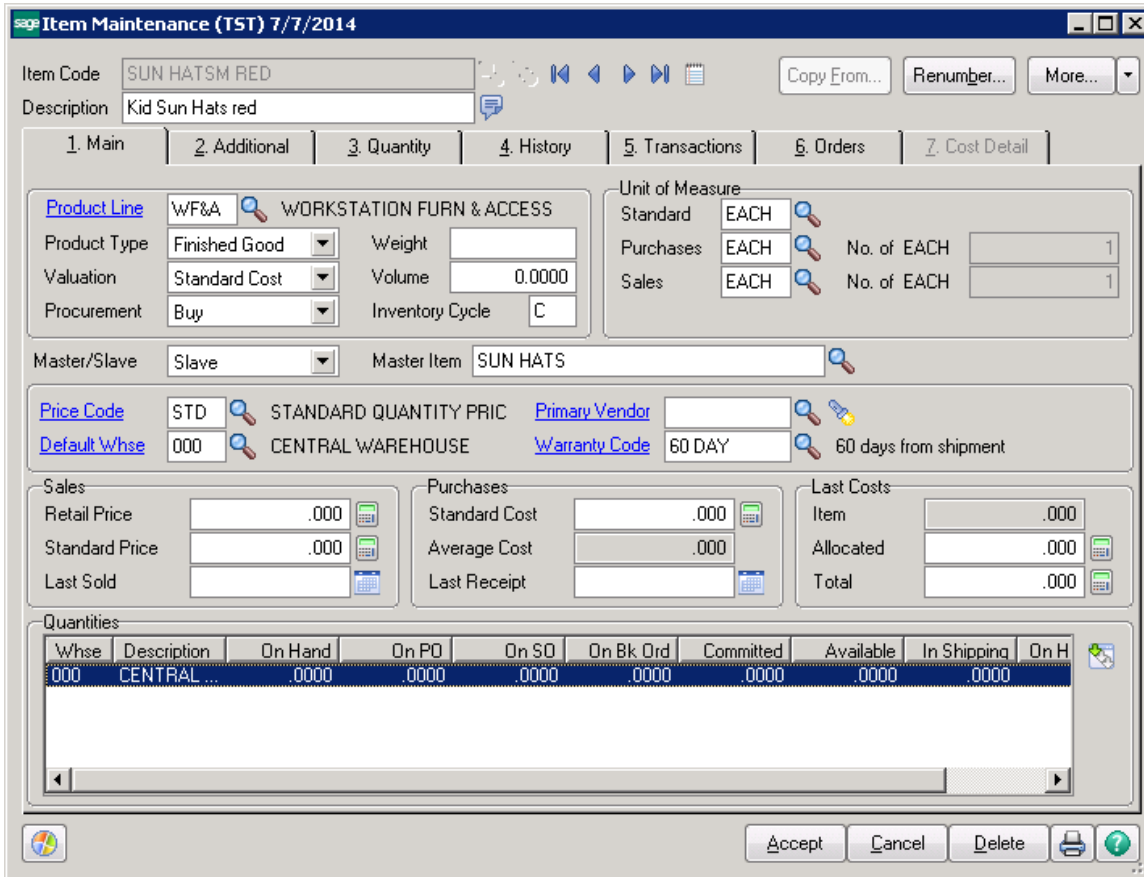 sage Item Maintenance (TST) 7/7/2014
Item Code SUN HATSM RED Copy From... Renumber... More...
Description Kid Sun Hats red
1. Main 2. Additional 3. Quantity 4. History 5. Transactions 6. Orders 7. Cost Detail
Product Line WF&A WORKSTATION FURN & ACCESS
Product Type Finished Good Weight
Valuation Standard Cost Volume 0.0000
Procurement Buy Inventory Cycle C
Unit of Measure
Standard EACH
Purchases EACH No. of EACH 1
Sales EACH No. of EACH 1
Master/Slave Slave Master Item SUN HATS
Price Code STD STANDARD QUANTITY PRIC Primary Vendor
Default Whse 000 CENTRAL WAREHOUSE Warranty Code 60 DAY 60 days from shipment
Sales
Retail Price .000
Standard Price .000
Last Sold
Purchases
Standard Cost .000
Average Cost .000
Last Receipt
Last Costs
Item .000
Allocated .000
Total .000
Quantities
Whse Description On Hand On PO On SO On Bk Ord Committed Available In Shipping On H
000 CENTRAL ... .0000 .0000 .0000 .0000 .0000 .0000 .0000
Accept Cancel Delete